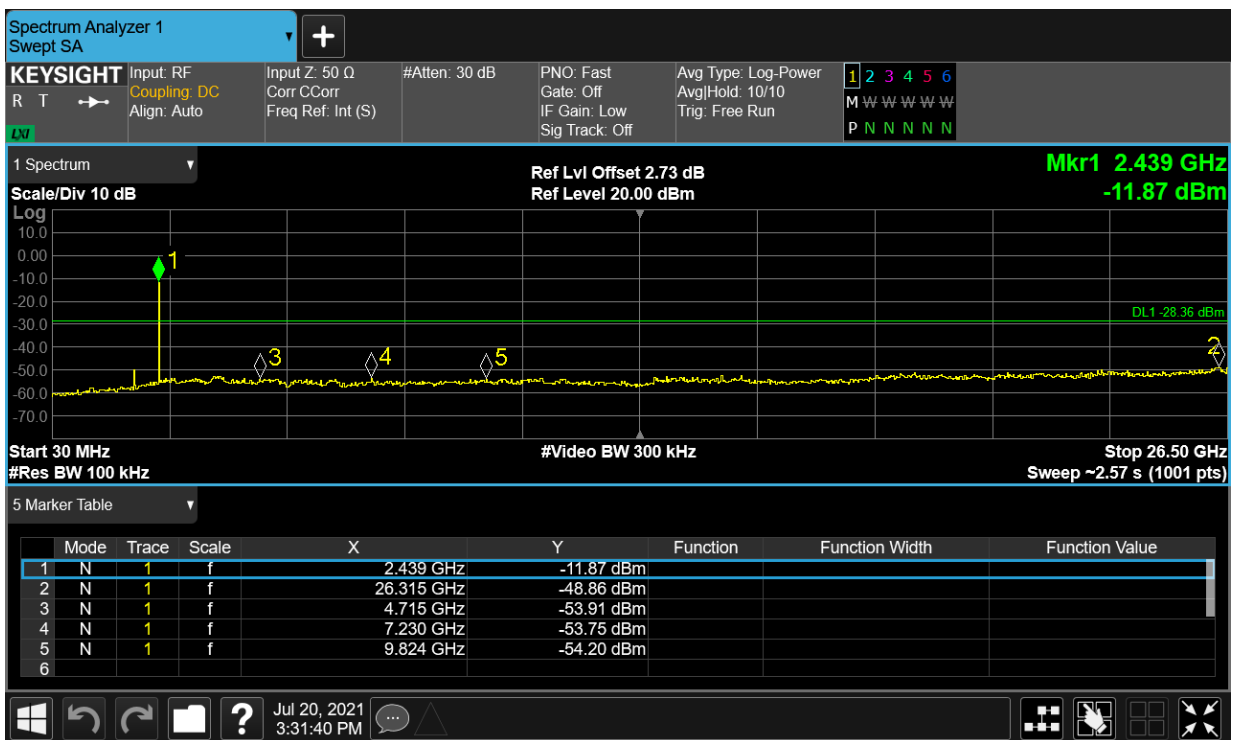 Spectrum Analyzer 1
Swept SA
+
KEYSIGHT
R T
LXI
Input: RF
Coupling: DC
Align: Auto
Input Z: 50 Ω
Corr CCorr
Freq Ref: Int (S)
#Atten: 30 dB
PNO: Fast
Gate: Off
IF Gain: Low
Sig Track: Off
Avg Type: Log-Power
Avg|Hold: 10/10
Trig: Free Run
1 2 3 4 5 6
M W W W W W
P N N N N N
1 Spectrum
Scale/Div 10 dB
Ref Lvl Offset 2.73 dB
Ref Level 20.00 dBm
Mkr1 2.439 GHz
-11.87 dBm
Log
10.0
0.00
-10.0
-20.0
-30.0
-40.0
-50.0
-60.0
-70.0
1
3
4
5
2
DL1 -28.36 dBm
Start 30 MHz
#Video BW 300 kHz
Stop 26.50 GHz
#Res BW 100 kHz
Sweep ~2.57 s (1001 pts)
5 Marker Table
Mode Trace Scale X Y Function Function Width Function Value
1 N 1 f 2.439 GHz -11.87 dBm
2 N 1 f 26.315 GHz -48.86 dBm
3 N 1 f 4.715 GHz -53.91 dBm
4 N 1 f 7.230 GHz -53.75 dBm
5 N 1 f 9.824 GHz -54.20 dBm
6
?
Jul 20, 2021
3:31:40 PM